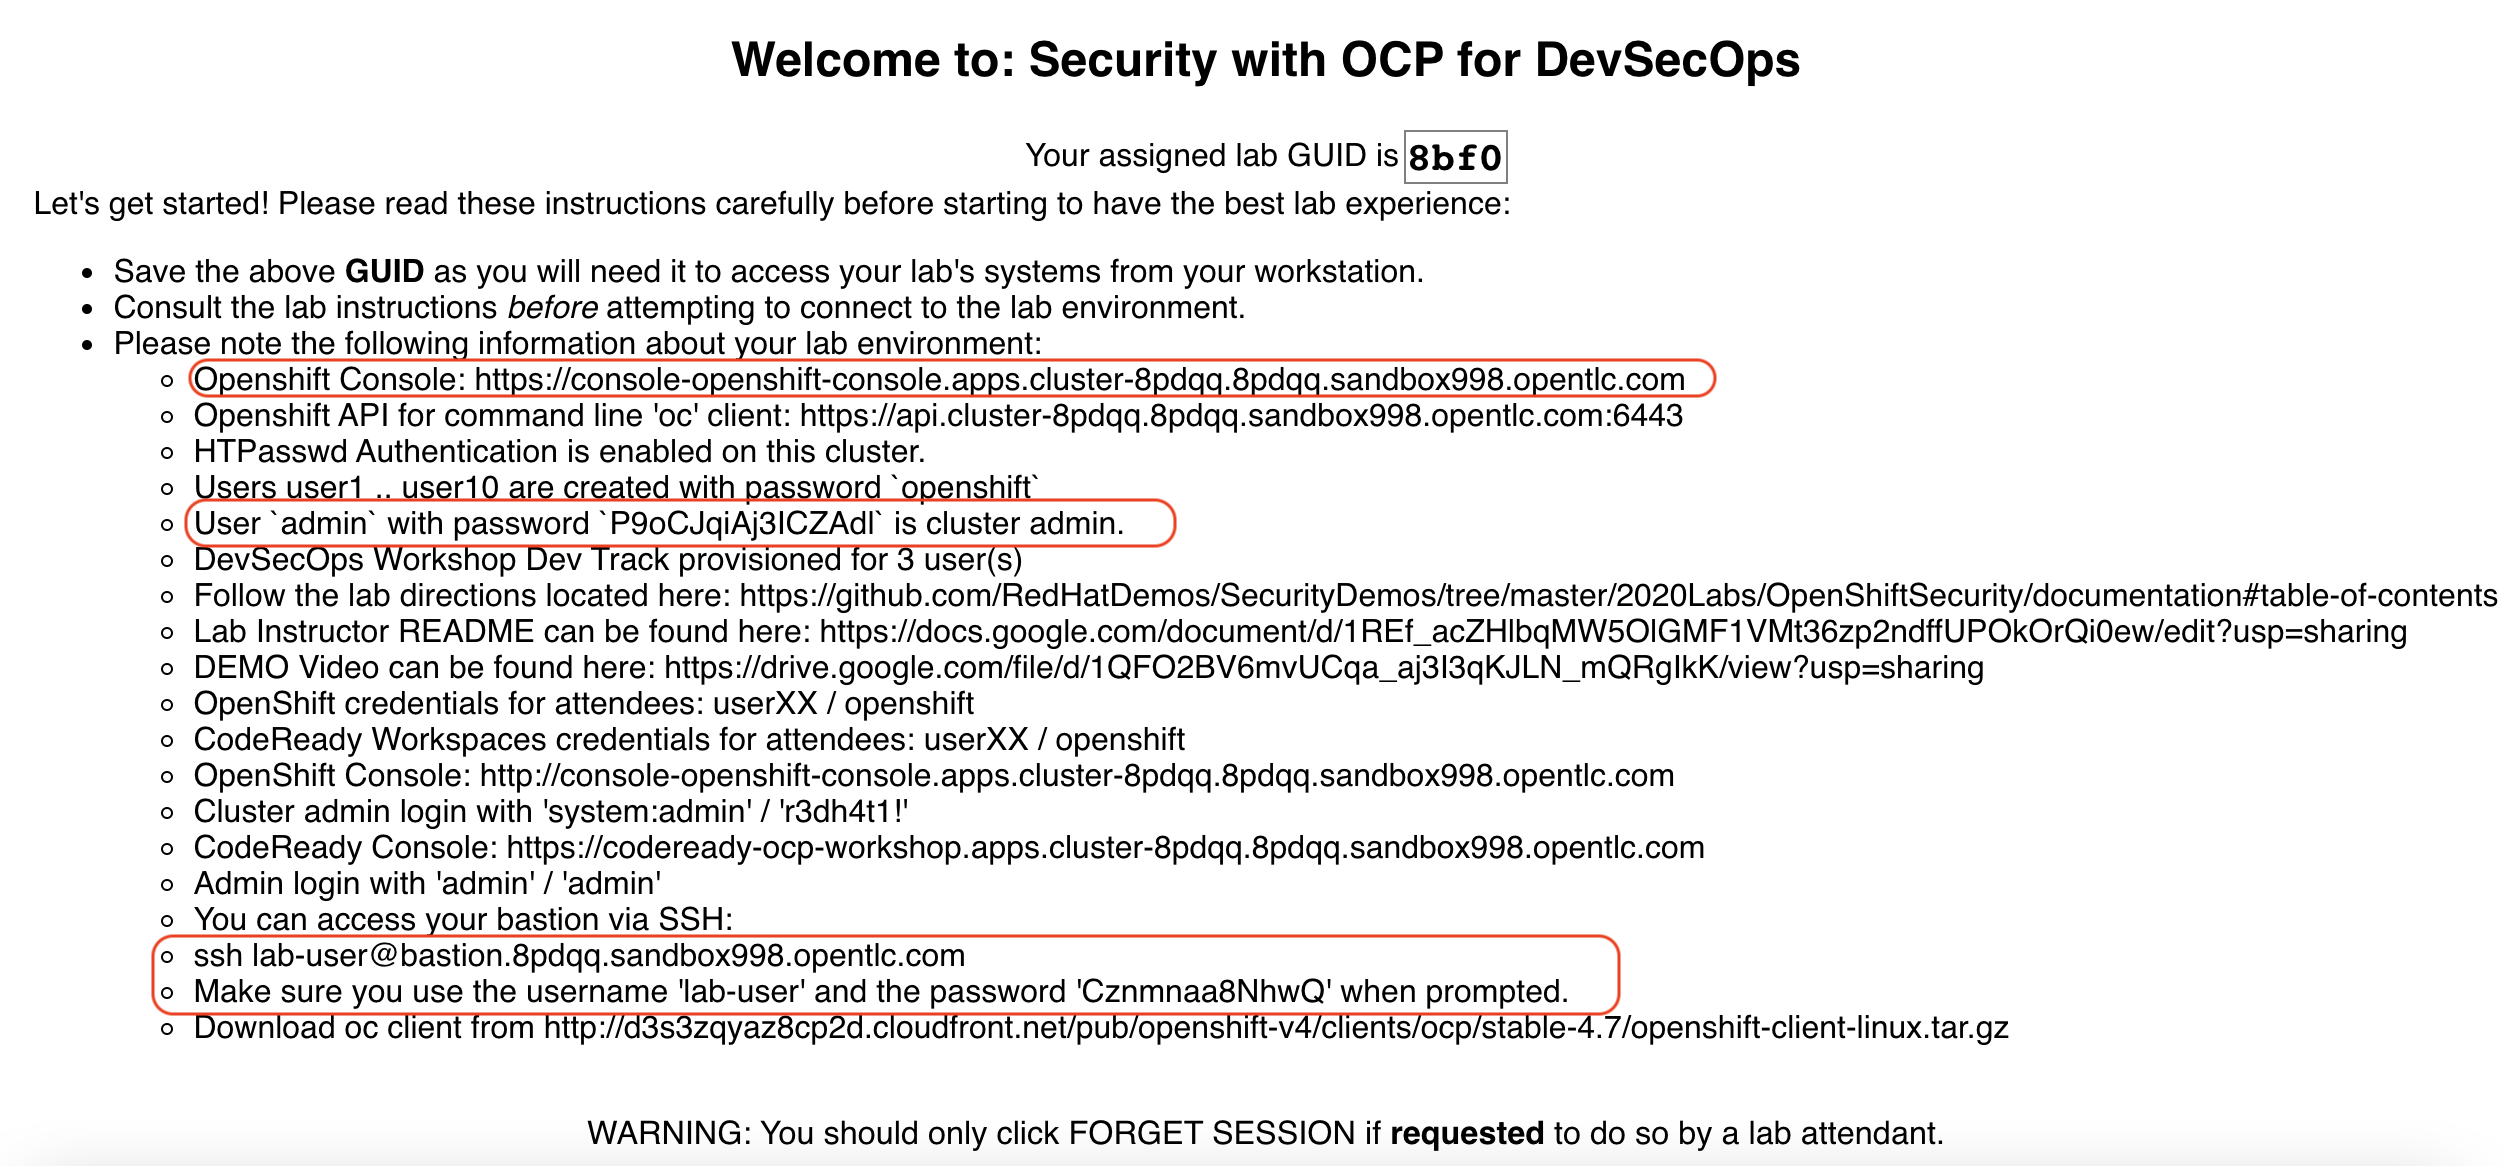 Welcome to: Security with OCP for DevSecOps
Your assigned lab GUID is 8bf0
Let's get started! Please read these instructions carefully before starting to have the best lab experience:
Save the above GUID as you will need it to access your lab's systems from your workstation.
Consult the lab instructions before attempting to connect to the lab environment.
Please note the following information about your lab environment:
Openshift Console: https://console-openshift-console.apps.cluster-8pdqq.8pdqq.sandbox998.opentlc.com
Openshift API for command line 'oc' client: https://api.cluster-8pdqq.8pdqq.sandbox998.opentlc.com:6443
HTPasswd Authentication is enabled on this cluster.
Users user1 .. user10 are created with password `openshift`
User `admin` with password `P9oCJqiAj3ICZAdl` is cluster admin.
DevSecOps Workshop Dev Track provisioned for 3 user(s)
Follow the lab directions located here: https://github.com/RedHatDemos/SecurityDemos/tree/master/2020Labs/OpenShiftSecurity/documentation#table-of-contents
Lab Instructor README can be found here: https://docs.google.com/document/d/1REf_acZHlbqMW5OlGMF1VMt36zp2ndffUPOkOrQi0ew/edit?usp=sharing
DEMO Video can be found here: https://drive.google.com/file/d/1QFO2BV6mvUCqa_aj3I3qKJLN_mQRgIkK/view?usp=sharing
OpenShift credentials for attendees: userXX / openshift
CodeReady Workspaces credentials for attendees: userXX / openshift
OpenShift Console: http://console-openshift-console.apps.cluster-8pdqq.8pdqq.sandbox998.opentlc.com
Cluster admin login with 'system:admin' / 'r3dh4t1!'
CodeReady Console: https://codeready-ocp-workshop.apps.cluster-8pdqq.8pdqq.sandbox998.opentlc.com
Admin login with 'admin' / 'admin'
You can access your bastion via SSH:
ssh lab-user@bastion.8pdqq.sandbox998.opentlc.com
Make sure you use the username 'lab-user' and the password 'Cznmnaa8NhwQ' when prompted.
Download oc client from http://d3s3zqyaz8cp2d.cloudfront.net/pub/openshift-v4/clients/ocp/stable-4.7/openshift-client-linux.tar.gz
WARNING: You should only click FORGET SESSION if requested to do so by a lab attendant.